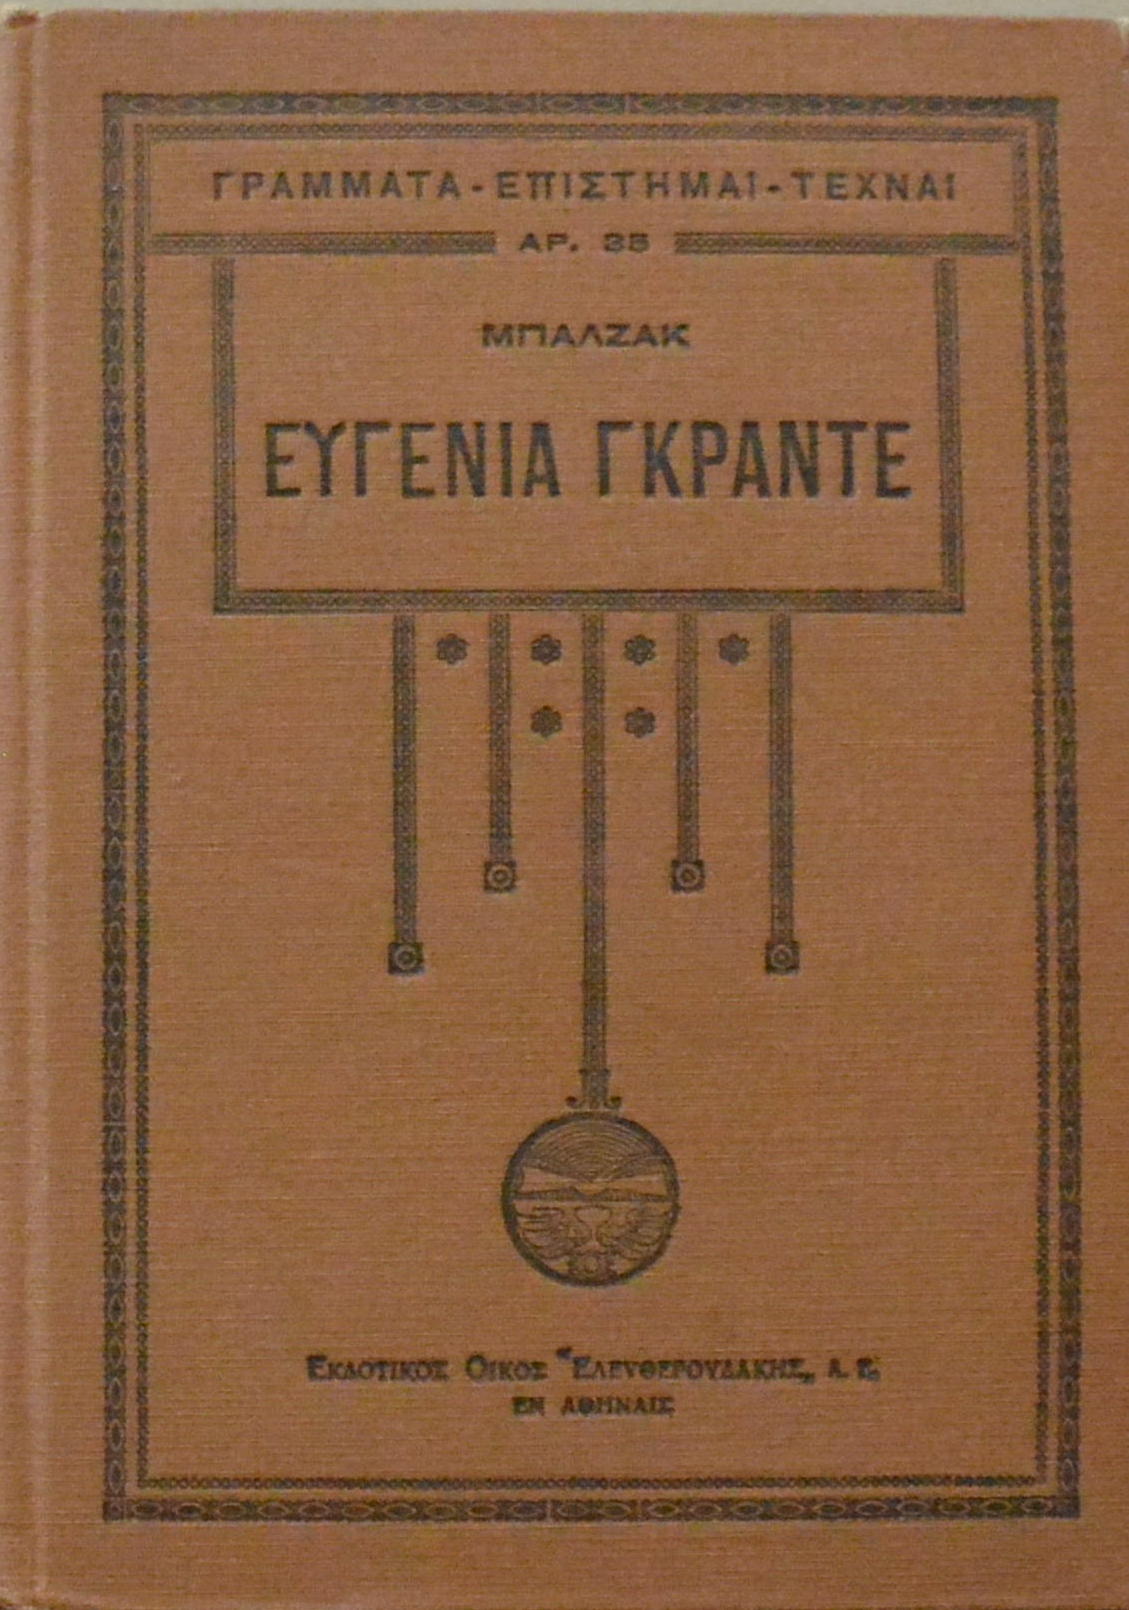 ΓΡΑΜΜΑΤΑ - ΕΠΙΣΤΗΜΑΙ - ΤΕΧΝΑΙ
ΑΡ. 35
ΜΠΑΛΖΑΚ
ΕΥΓΕΝΙΑ ΓΚΡΑΝΤΕ
ΕΚΔΟΤΙΚΟΣ ΟΙΚΟΣ “ΕΛΕΥΘΕΡΟΥΔΑΚΗΣ„ Α. Ε.
ΕΝ ΑΘΗΝΑΙΣ